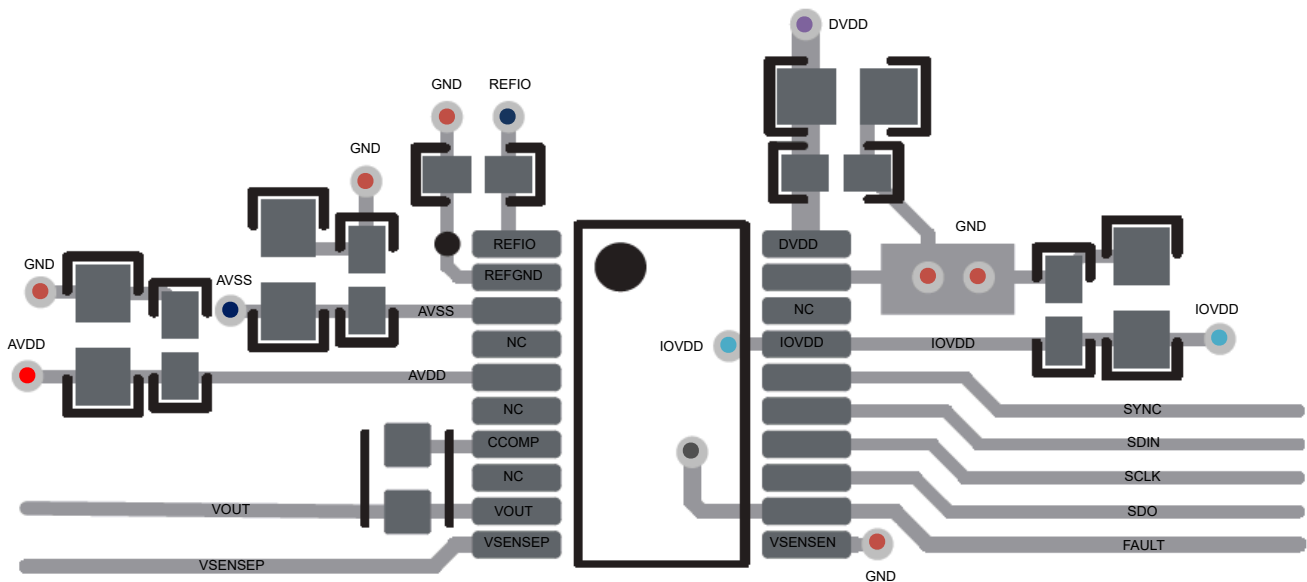 DVDD
GND REFIO
GND
REFIO DVDD
GND
GND
REFGND
AVSS
AVSS NC IOVDD
AVDD NC IOVDD IOVDD IOVDD
AVDD
NC SYNC
CCOMP SDIN
NC SCLK
VOUT VOUT SDO
VSENSEP VSENSEN FAULT
VSENSEP
GND